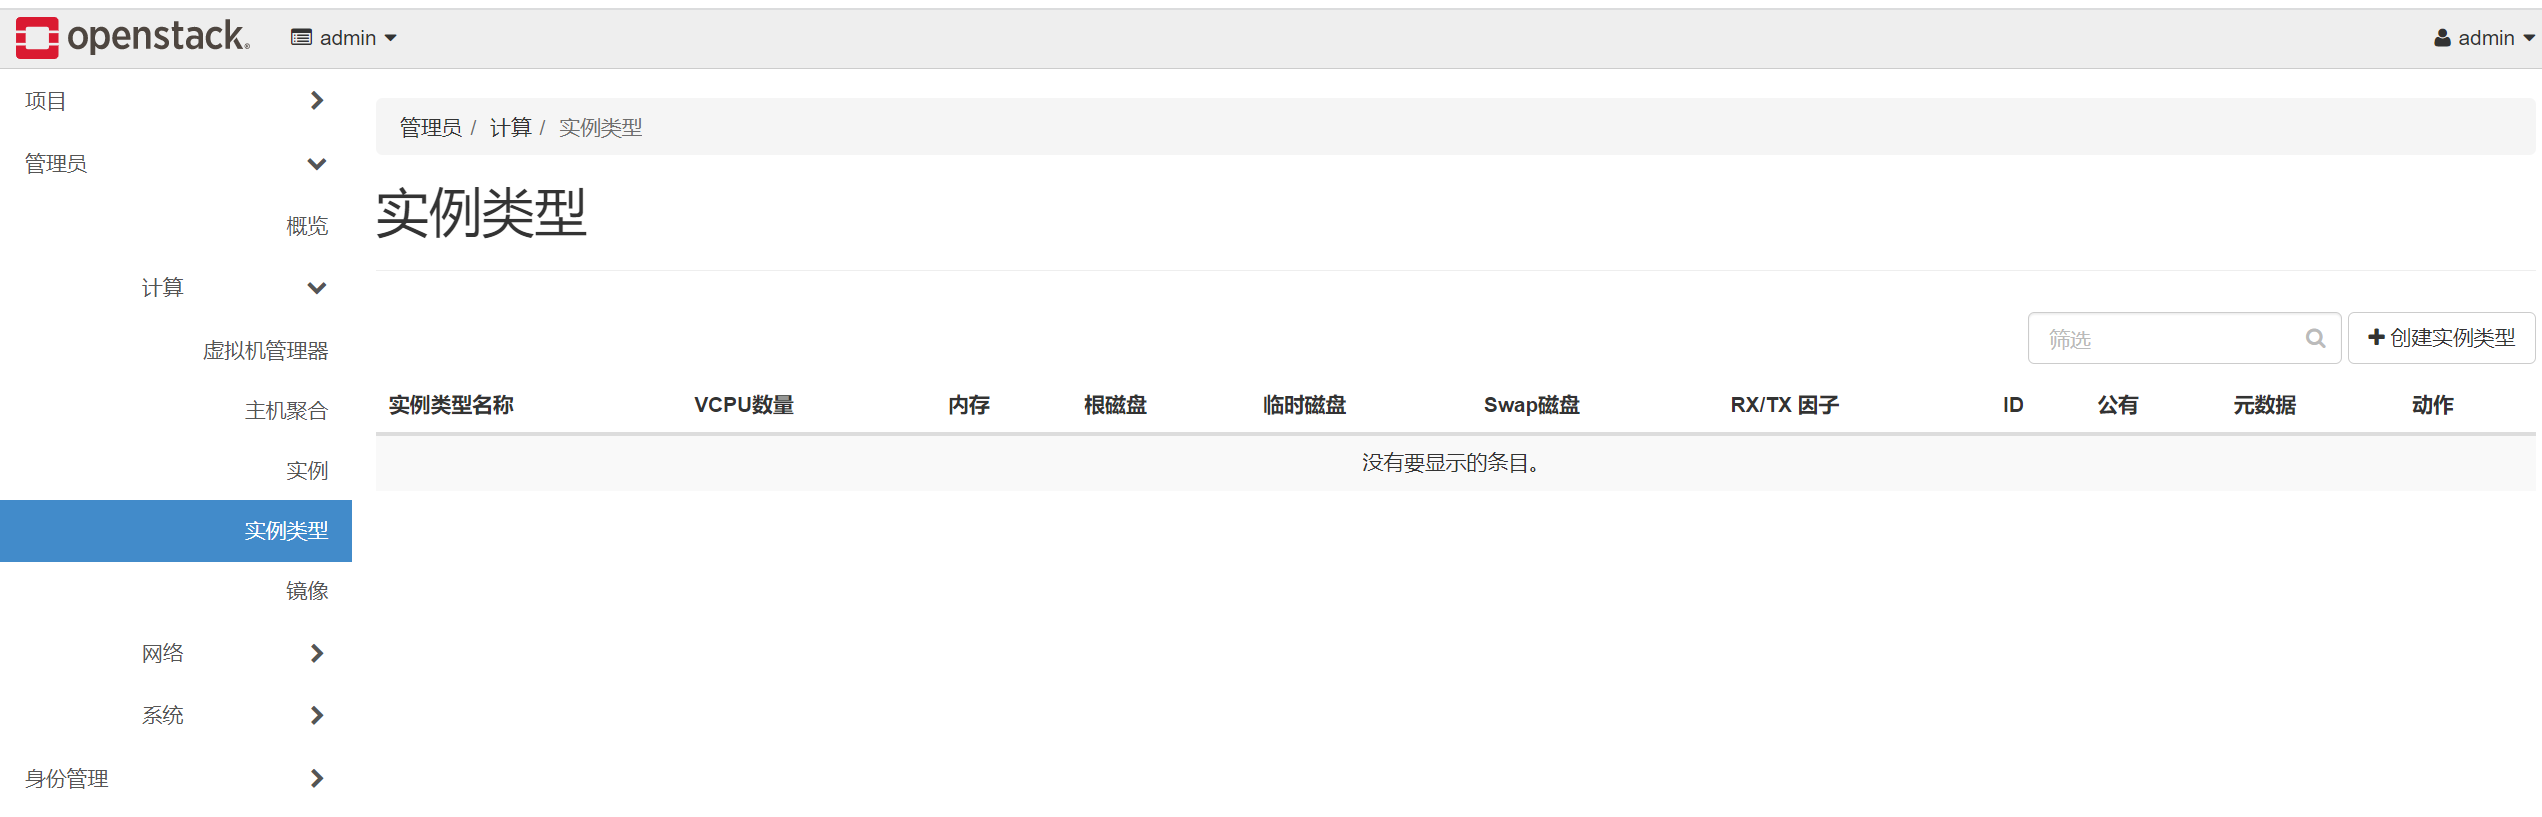 openstack. admin admin
项目
管理员
概览
计算
虚拟机管理器
主机聚合
实例
实例类型
镜像
网络
系统
身份管理
管理员 / 计算 / 实例类型
实例类型
筛选 创建实例类型
实例类型名称 VCPU数量 内存 根磁盘 临时磁盘 Swap磁盘 RX/TX 因子 ID 公有 元数据 动作
没有要显示的条目。